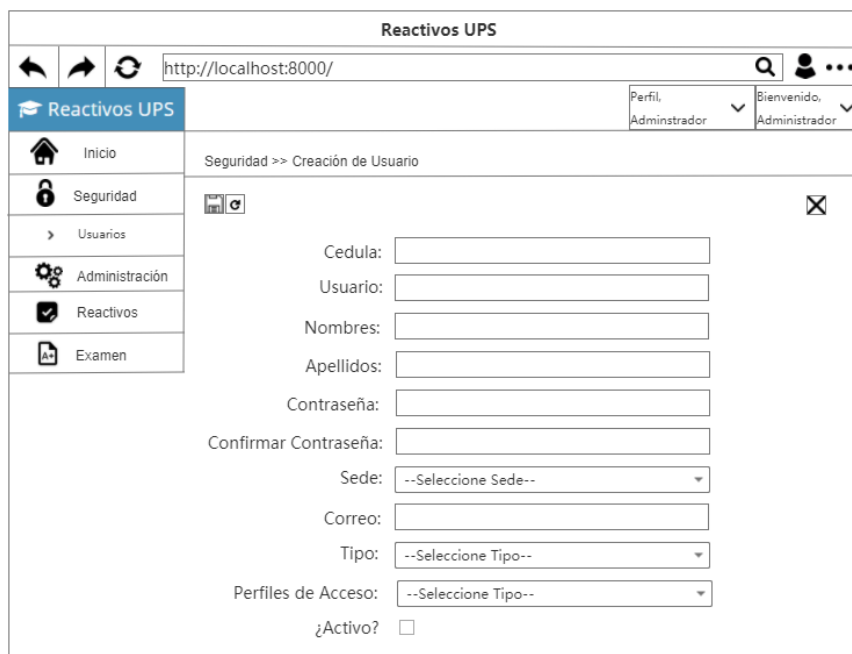 Reactivos UPS
http://localhost:8000/
Reactivos UPS
Perfil,
Adminstrador
Bienvenido,
Administrador
Inicio
Seguridad
Usuarios
Administración
Reactivos
A+
Examen
Seguridad >> Creación de Usuario
Cedula:
Usuario:
Nombres:
Apellidos:
Contraseña:
Confirmar Contraseña:
Sede: --Seleccione Sede--
Correo:
Tipo: --Seleccione Tipo--
Perfiles de Acceso: --Seleccione Tipo--
¿Activo?